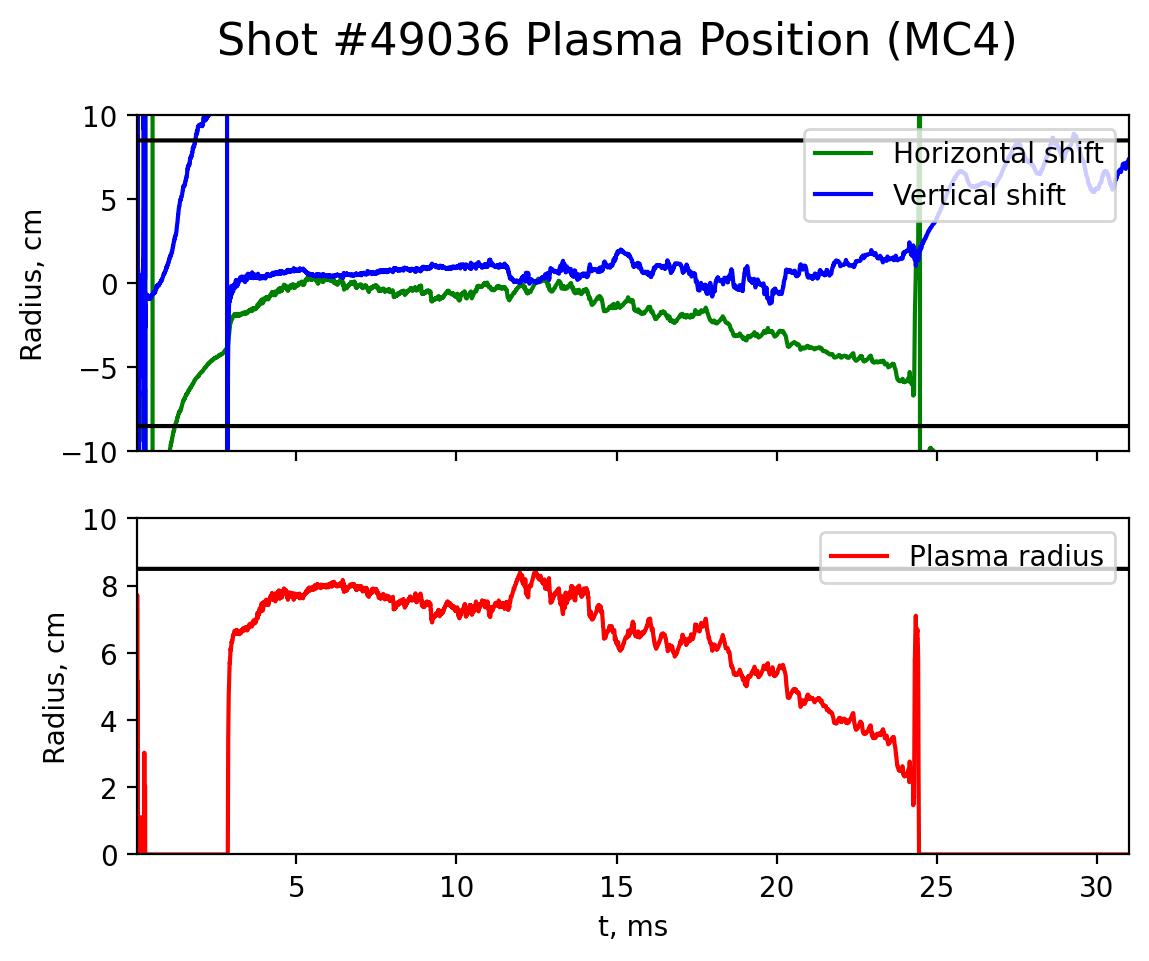 Shot #49036 Plasma Position (MC4)
10
5
0
−5
−10
Radius, cm
Horizontal shift
Vertical shift
10
8
6
4
2
0
Radius, cm
Plasma radius
5 10 15 20 25 30
t, ms